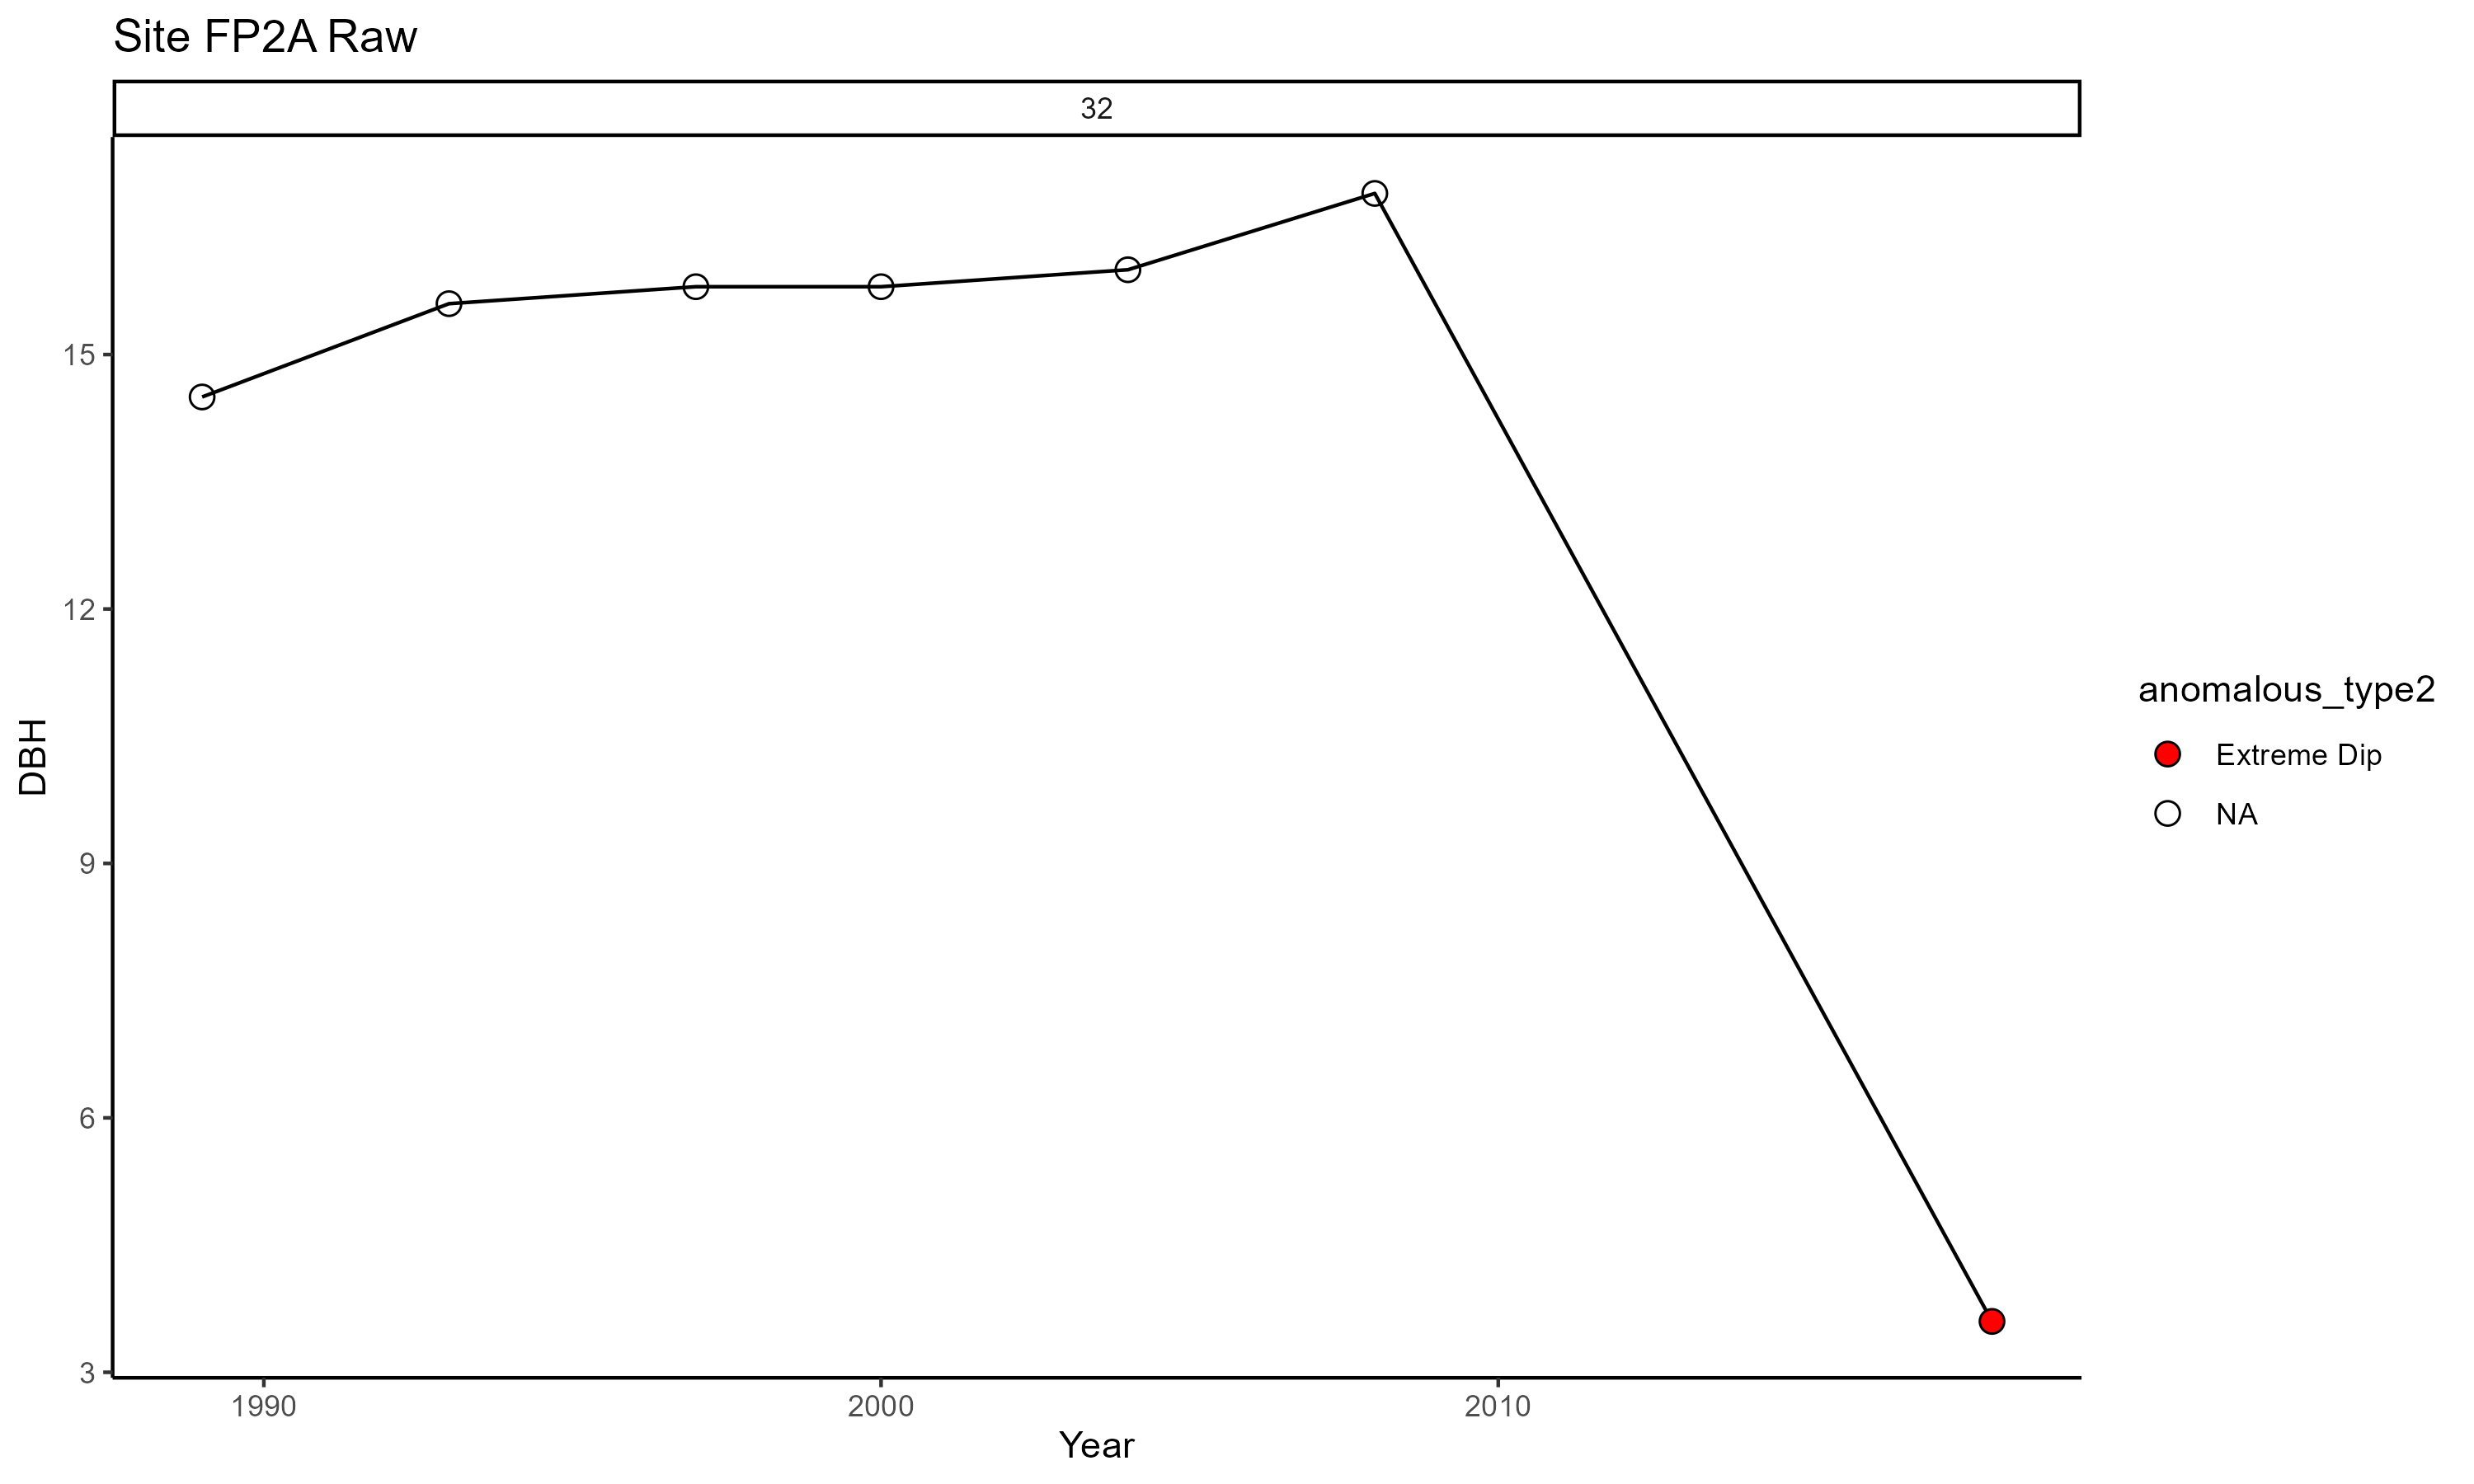 Site FP2A Raw
32
15
12
9
6
3
DBH
1990 2000 2010
Year
anomalous_type2
Extreme Dip
NA